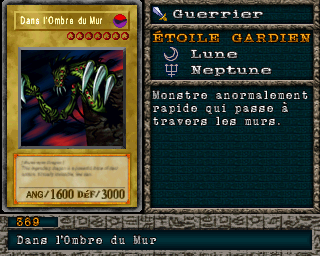 Dans l'Ombre du Mur
ANG/1600 DÉF/3000
Guerrier
ÉTOILE GARDIEN
Lune
Neptune
Monstre anormalement
rapide qui passe à
travers les murs.
369
Dans l'Ombre du Mur